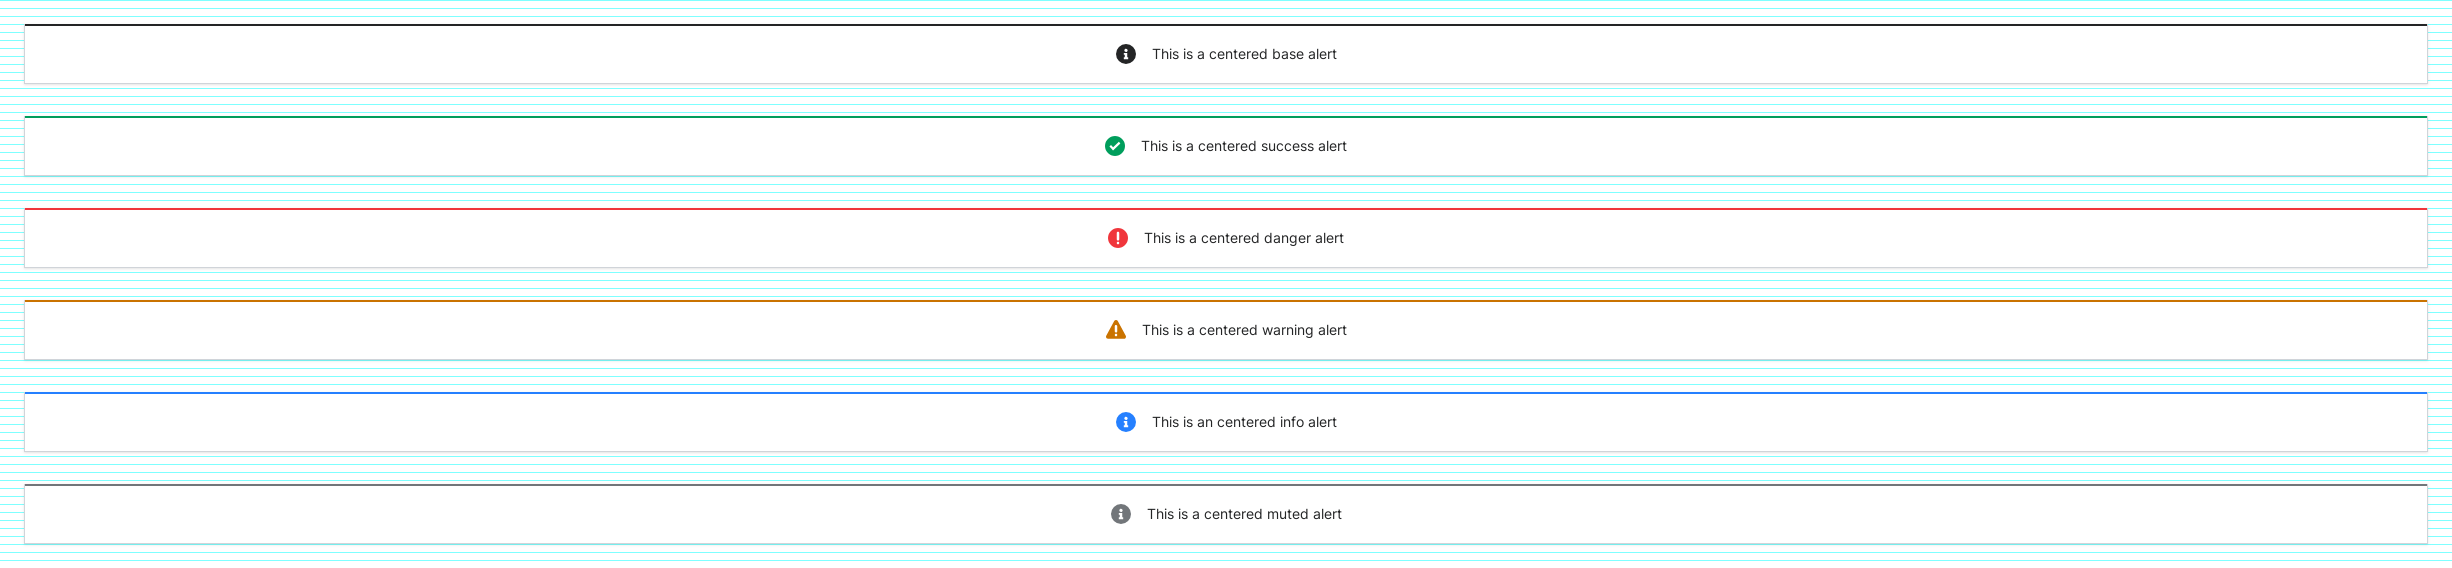 This is a centered base alert
This is a centered success alert
This is a centered danger alert
This is a centered warning alert
This is an centered info alert
This is a centered muted alert